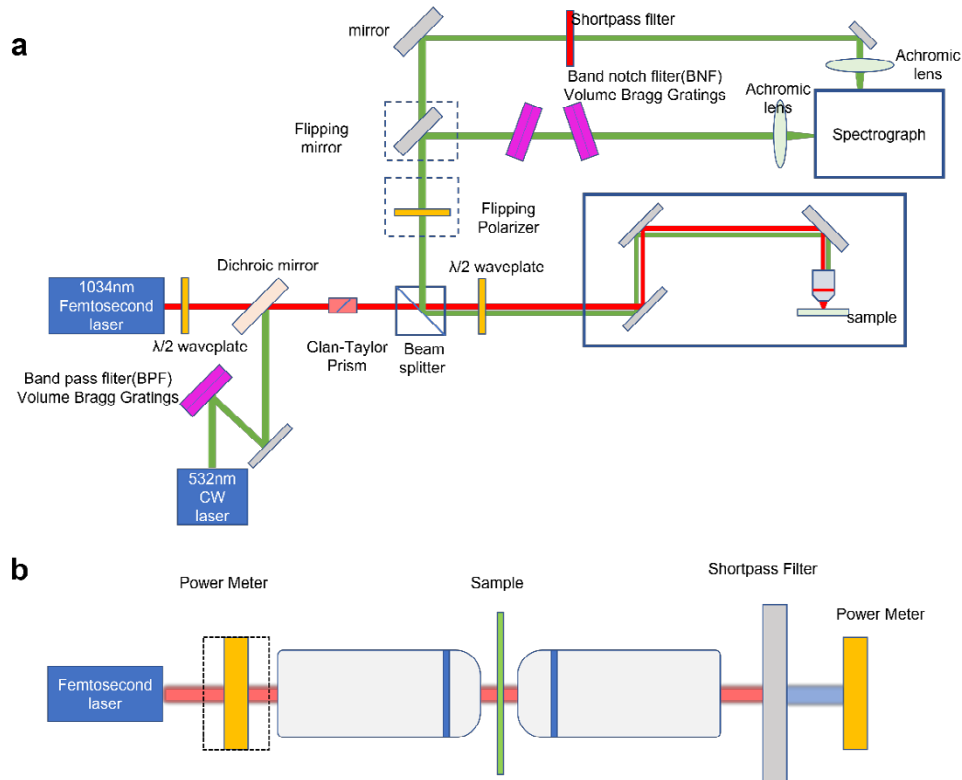 a
mirror
Shortpass filter
Achromic
lens
Band notch fliter(BNF)
Volume Bragg Gratings
Achromic
lens
Spectrograph
Flipping
mirror
Flipping
Polarizer
Dichroic mirror
λ/2 waveplate
1034nm
Femtosecond
laser
λ/2 waveplate
Clan-Taylor
Prism
Beam
splitter
sample
Band pass fliter(BPF)
Volume Bragg Gratings
532nm
CW
laser
b
Power Meter
Sample
Shortpass Filter
Power Meter
Femtosecond
laser